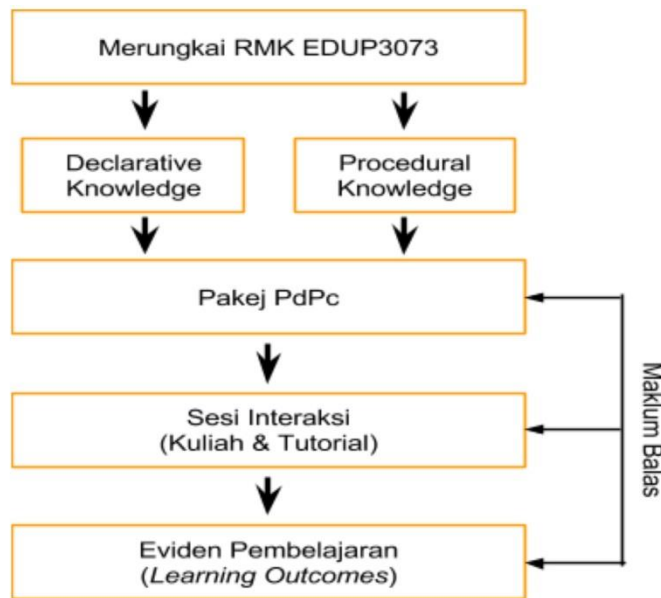 Merungkai RMK EDUP3073
Declarative
Knowledge
Procedural
Knowledge
Pakej PdPc
Sesi Interaksi
(Kuliah & Tutorial)
Eviden Pembelajaran
(Learning Outcomes)
Maklum Balas